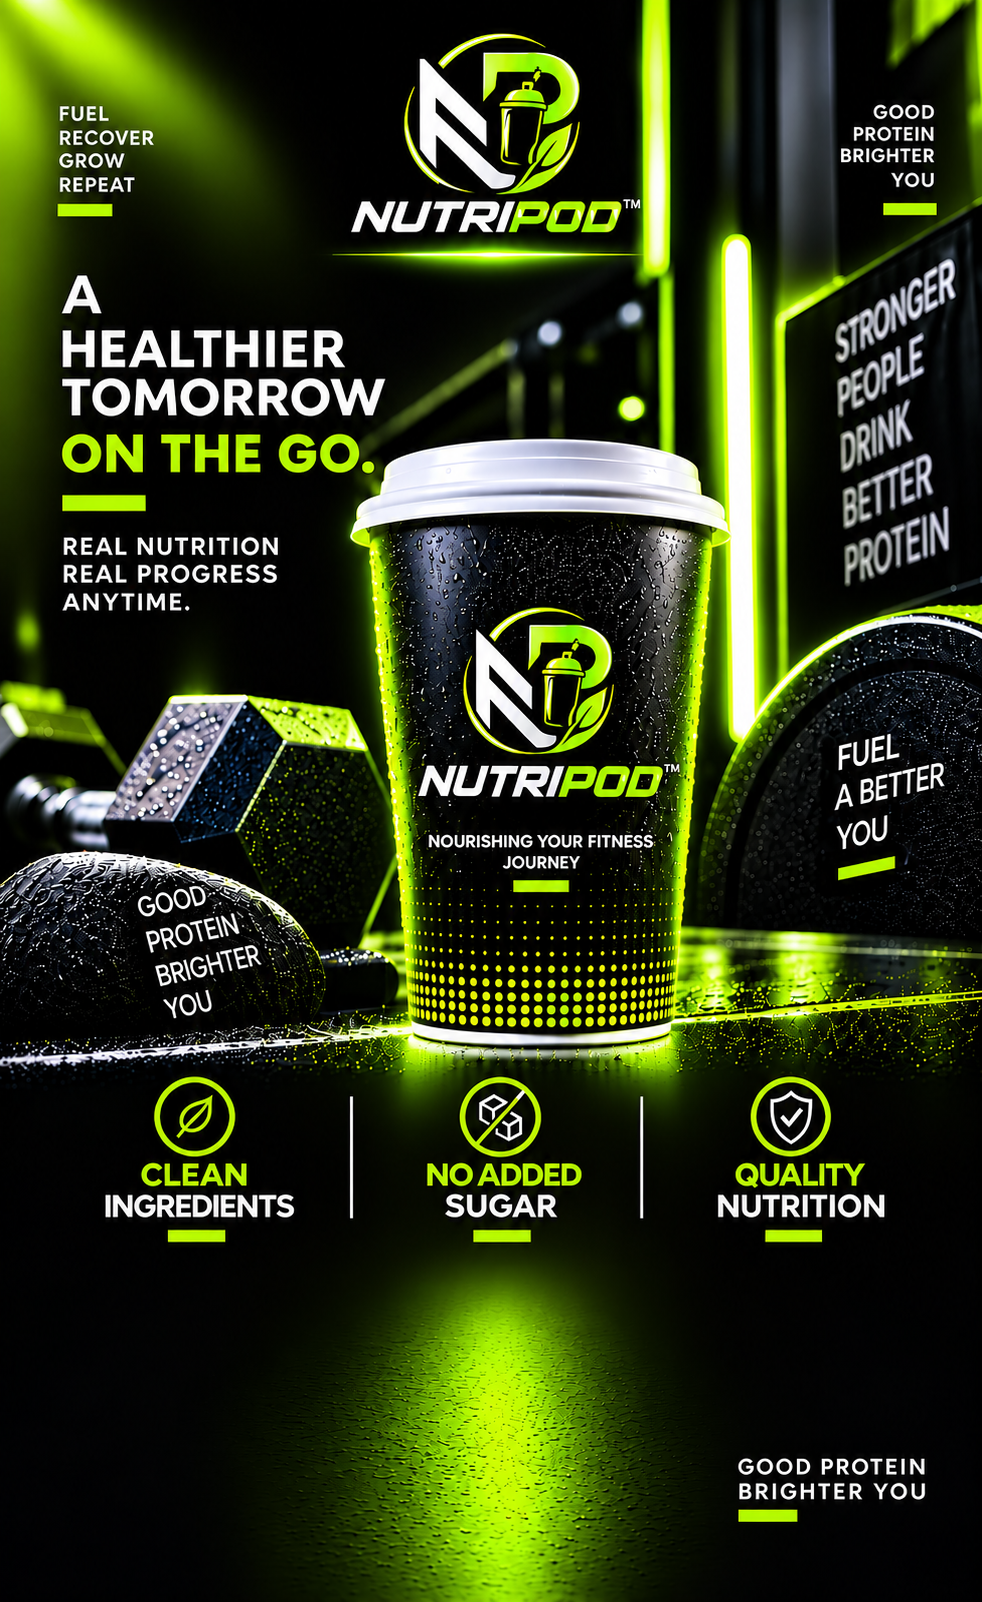 FUEL
RECOVER
GROW
REPEAT
NUTRIPOD™
GOOD
PROTEIN
BRIGHTER
YOU
A
HEALTHIER
TOMORROW
ON THE GO.
REAL NUTRITION
REAL PROGRESS
ANYTIME.
STRONGER
PEOPLE
DRINK
BETTER
PROTEIN
NUTRIPOD™
NOURISHING YOUR FITNESS
JOURNEY
FUEL
A BETTER
YOU
GOOD
PROTEIN
BRIGHTER
YOU
CLEAN
INGREDIENTS
NO ADDED
SUGAR
QUALITY
NUTRITION
GOOD PROTEIN
BRIGHTER YOU